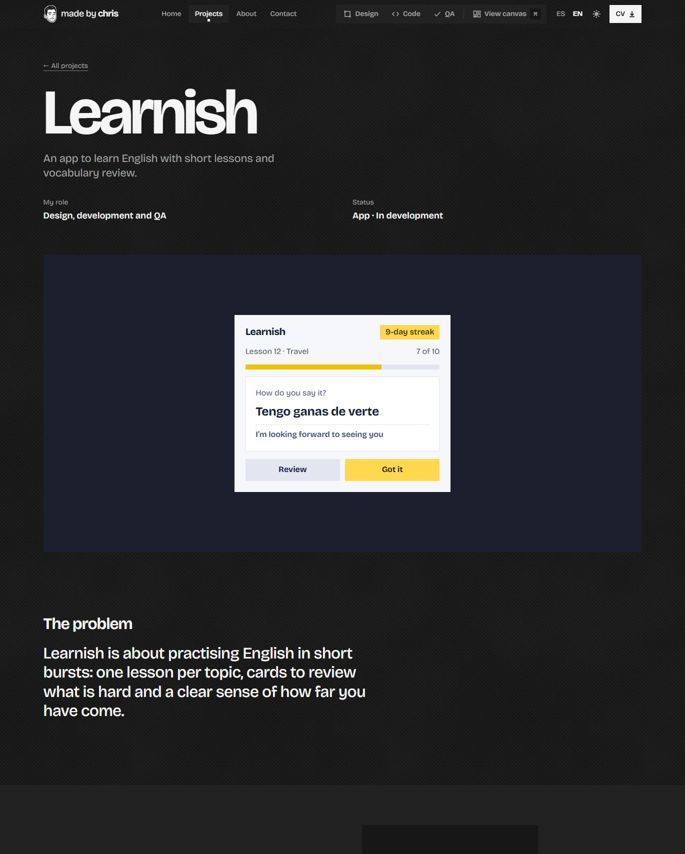 made by chris
Home
Projects
About
Contact
Design
Code
QA
View canvas
M
ES
EN
CV
← All projects
Learnish
An app to learn English with short lessons and
vocabulary review.
My role
Design, development and QA
Status
App · In development
Learnish
9-day streak
Lesson 12 · Travel
7 of 10
How do you say it?
Tengo ganas de verte
I'm looking forward to seeing you
Review
Got it
The problem
Learnish is about practising English in short
bursts: one lesson per topic, cards to review
what is hard and a clear sense of how far you
have come.